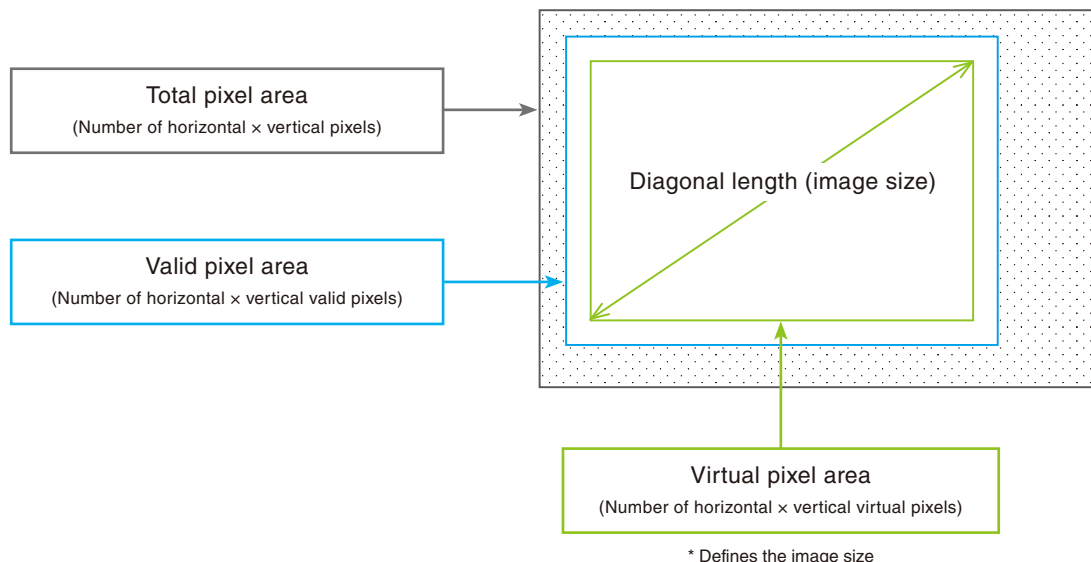 Total pixel area
(Number of horizontal × vertical pixels)
Diagonal length (image size)
Valid pixel area
(Number of horizontal × vertical valid pixels)
Virtual pixel area
(Number of horizontal × vertical virtual pixels)
* Defines the image size